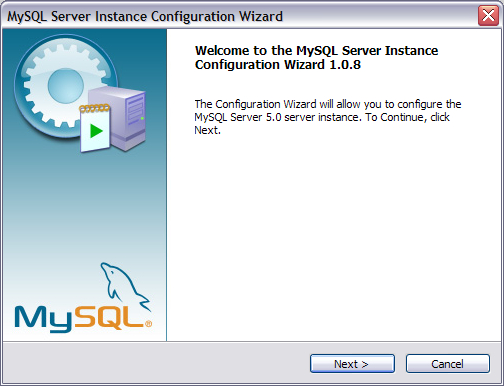 MySQL Server Instance Configuration Wizard
Welcome to the MySQL Server Instance
Configuration Wizard 1.0.8
The Configuration Wizard will allow you to configure the
MySQL Server 5.0 server instance. To Continue, click
Next.
MySQL®
Next >
Cancel